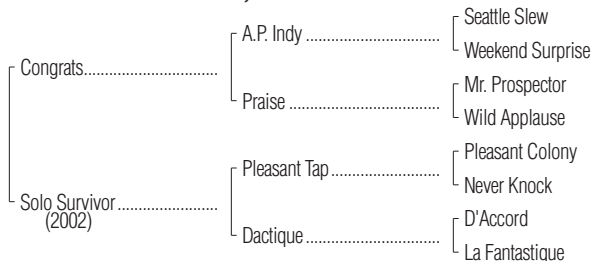 Seattle Slew
A.P. Indy ..............................
Weekend Surprise
Congrats..............................
Mr. Prospector
Praise ..............................
Wild Applause
Pleasant Colony
Pleasant Tap ........................
Never Knock
Solo Survivor ......................
(2002)
D'Accord
Dactique ..............................
La Fantastique